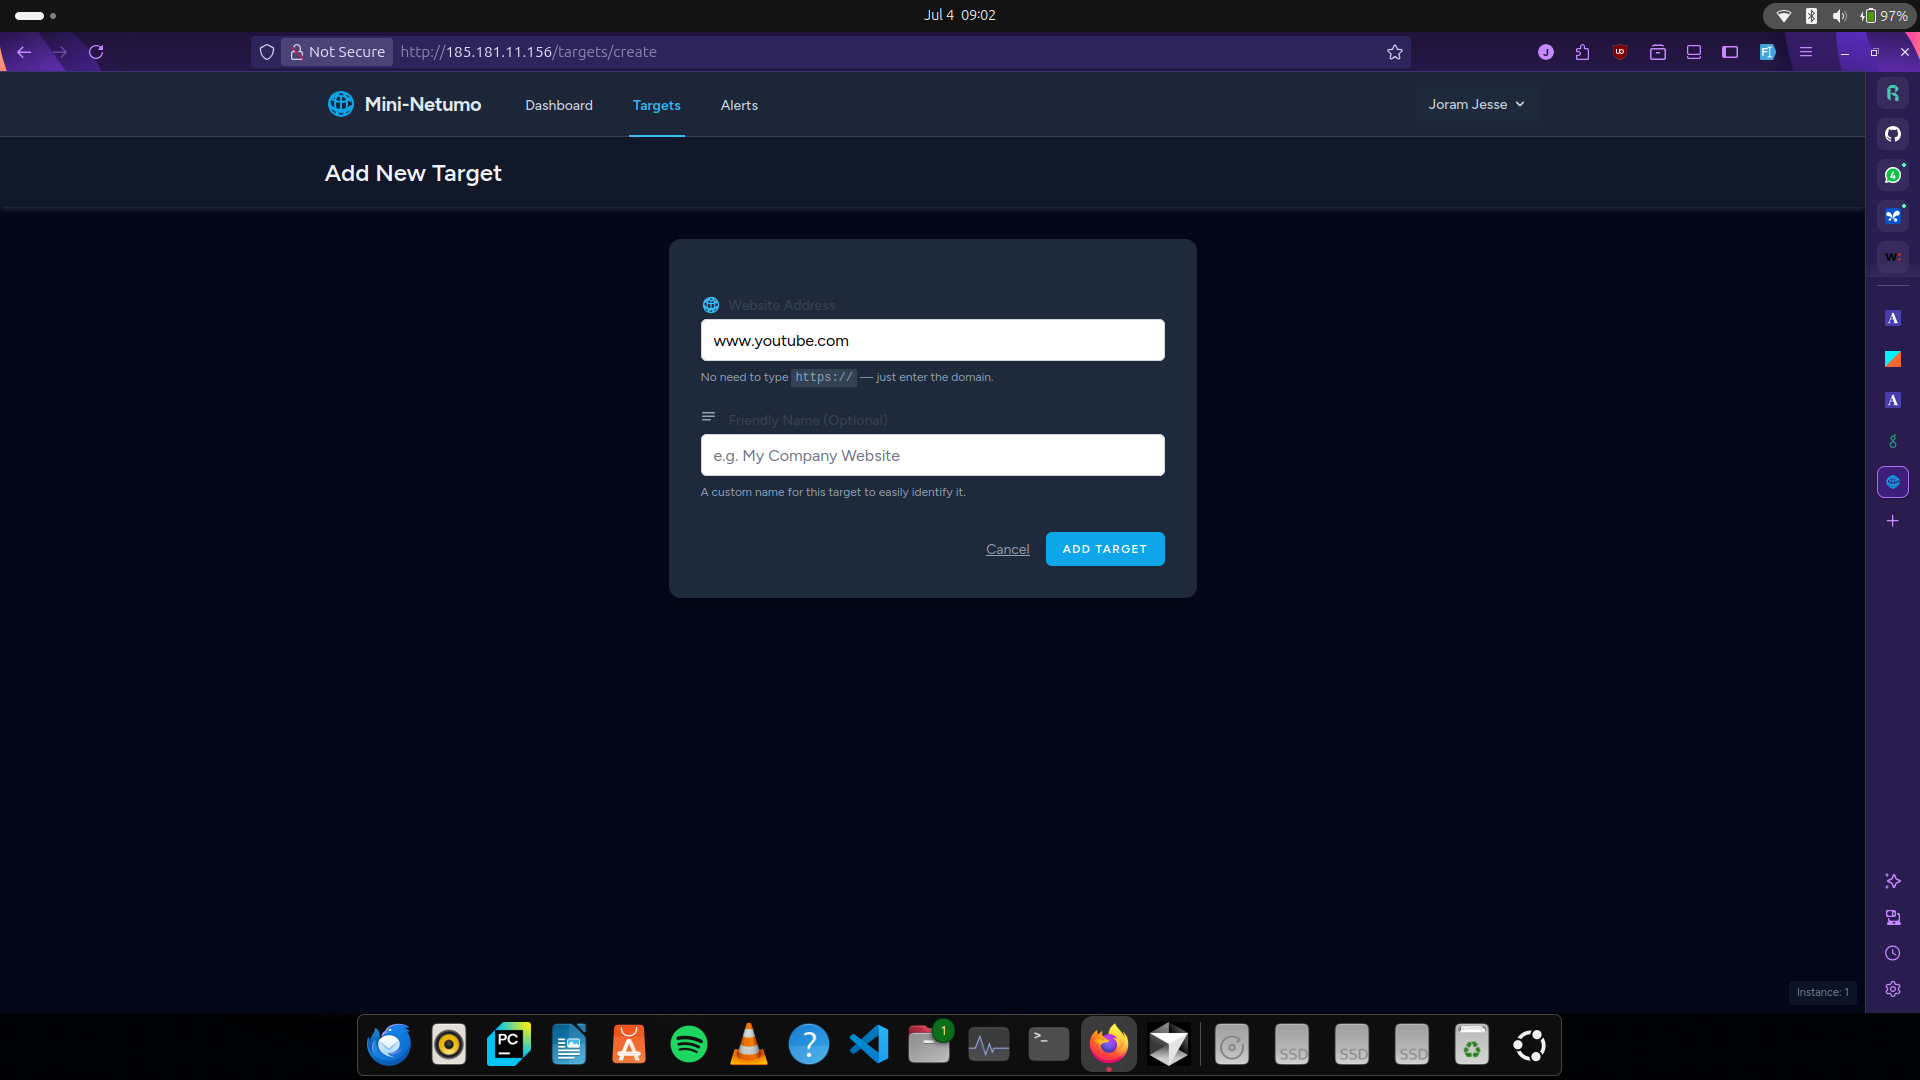 Jul 4 09:02
97%
Not Secure http://185.181.11.156/targets/create
J
UD
FI
Mini-Netumo Dashboard Targets Alerts Joram Jesse
Add New Target
Website Address
www.youtube.com
No need to type https:// — just enter the domain.
Friendly Name (Optional)
e.g. My Company Website
A custom name for this target to easily identify it.
Cancel ADD TARGET
4
W
A
A
Instance: 1
PC
A
?
1
>_
SSD
SSD
SSD